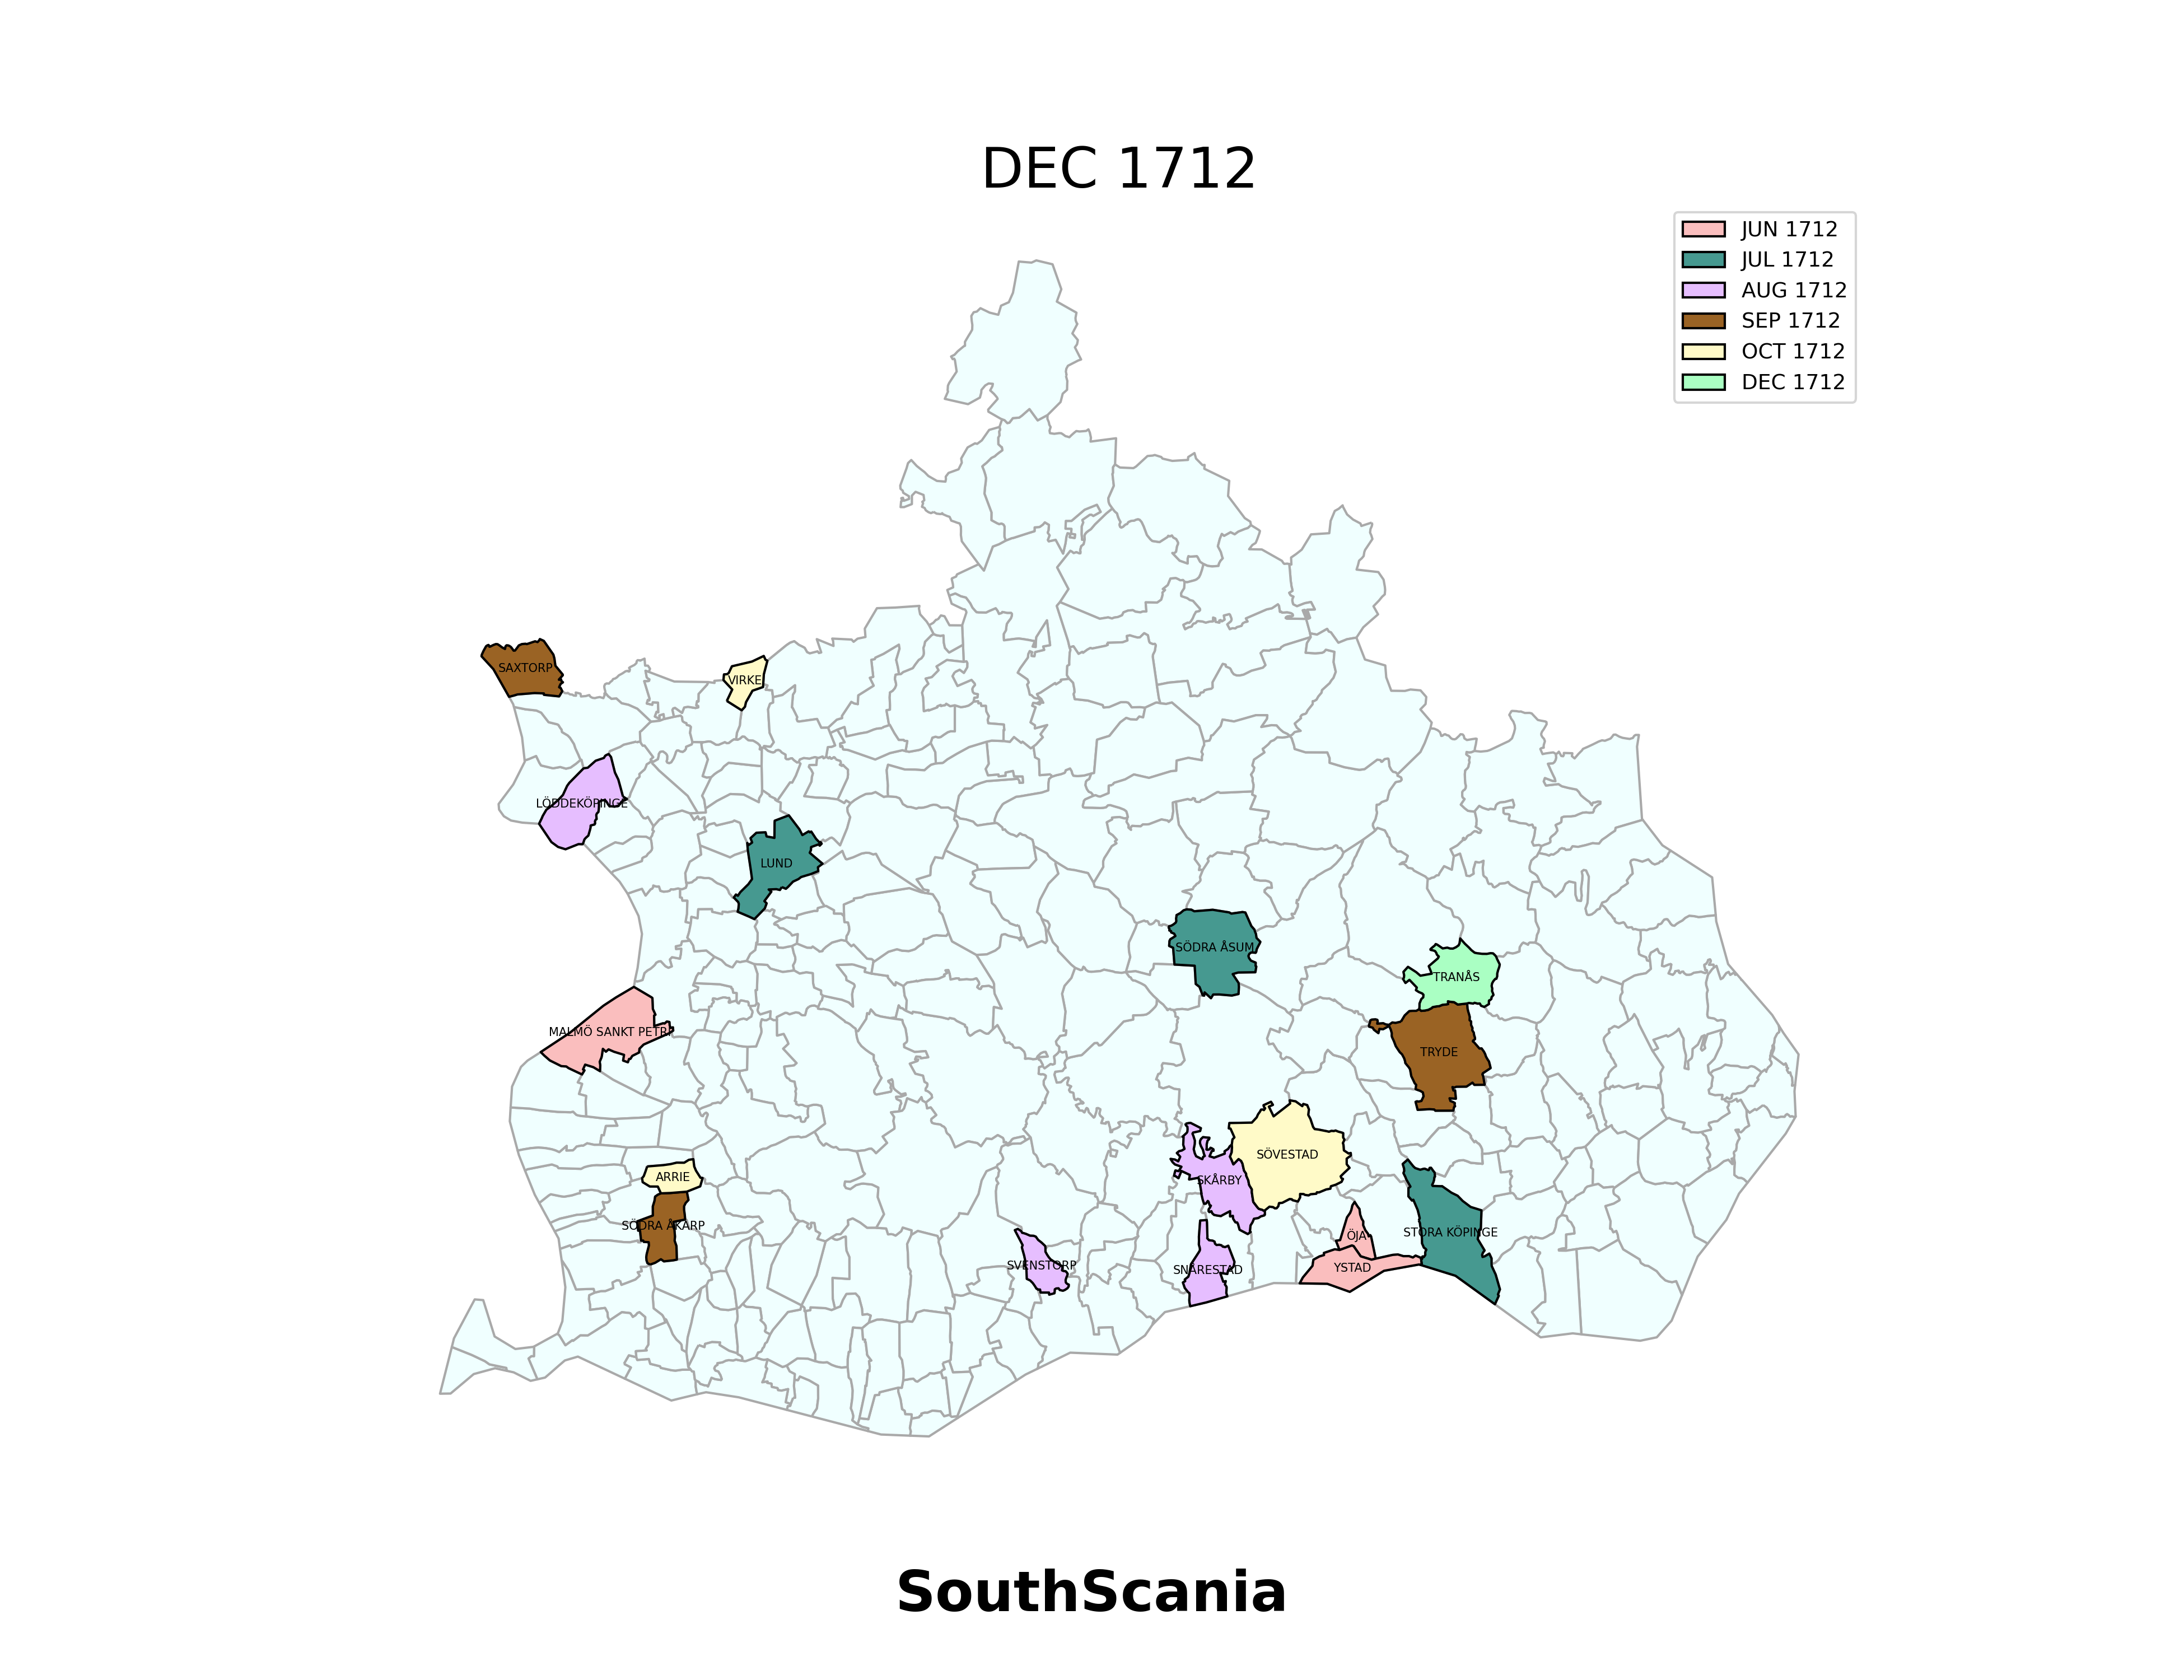 DEC 1712
JUN 1712
JUL 1712
AUG 1712
SEP 1712
OCT 1712
DEC 1712
SAXTORP
VIRKE
LÖDDEKÖPINGE
LUND
SÖDRA ÅSUM
TRANÅS
MALMÖ SANKT PETRI
TRYDE
SÖVESTAD
ARRIE
SKÅRBY
SÖDRA ÅKARP
STORA KÖPINGE
ÖJA
SVENSTORP
SNÅRESTAD
YSTAD
SouthScania